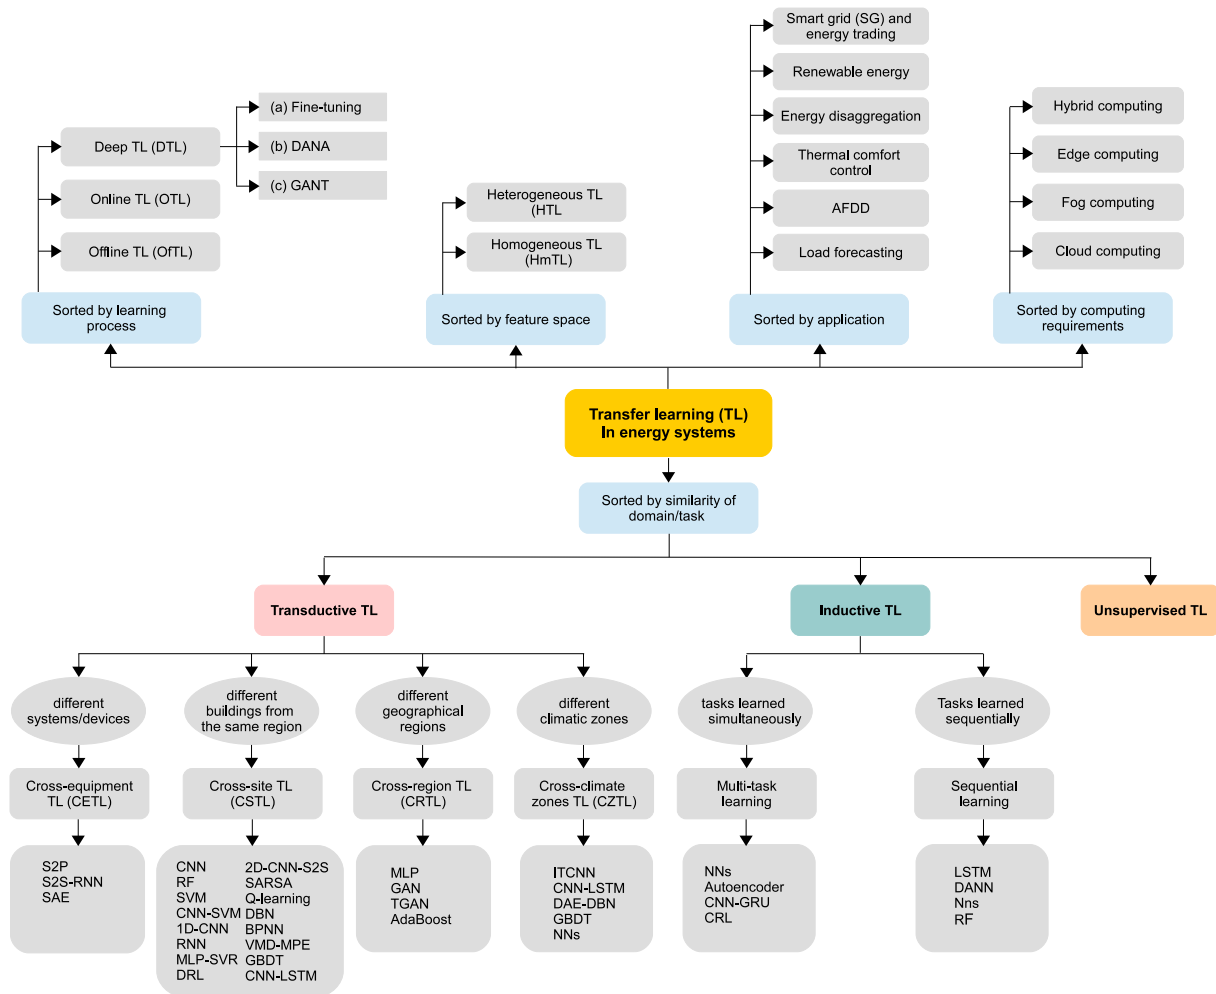 Smart grid (SG) and
energy trading
Renewable energy
Energy disaggregation
Thermal comfort
control
AFDD
Load forecasting
Hybrid computing
Edge computing
Fog computing
Cloud computing
(a) Fine-tuning
(b) DANA
(c) GANT
Deep TL (DTL)
Online TL (OTL)
Offline TL (OfTL)
Heterogeneous TL
(HTL
Homogeneous TL
(HmTL)
Sorted by learning
process
Sorted by feature space
Sorted by application
Sorted by computing
requirements
Transfer learning (TL)
In energy systems
Sorted by similarity of
domain/task
Transductive TL
Inductive TL
Unsupervised TL
different
systems/devices
different
buildings from
the same region
different
geographical
regions
different
climatic zones
tasks learned
simultaneously
Tasks learned
sequentially
Cross-equipment
TL (CETL)
Cross-site TL
(CSTL)
Cross-region TL
(CRTL)
Cross-climate
zones TL (CZTL)
Multi-task
learning
Sequential
learning
S2P
S2S-RNN
SAE
CNN
RF
SVM
CNN-SVM
1D-CNN
RNN
MLP-SVR
DRL
2D-CNN-S2S
SARSA
Q-learning
DBN
BPNN
VMD-MPE
GBDT
CNN-LSTM
MLP
GAN
TGAN
AdaBoost
ITCNN
CNN-LSTM
DAE-DBN
GBDT
NNs
NNs
Autoencoder
CNN-GRU
CRL
LSTM
DANN
Nns
RF